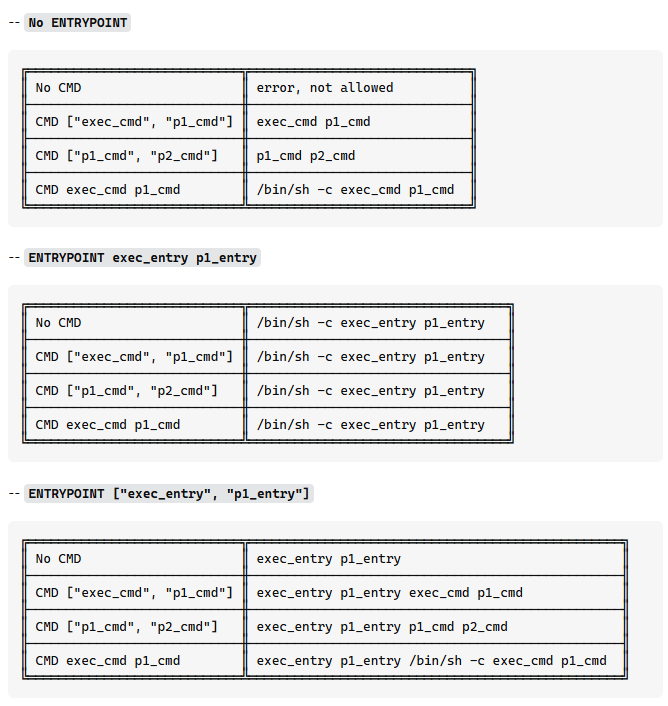 -- No ENTRYPOINT
No CMD error, not allowed
CMD ["exec_cmd", "p1_cmd"] exec_cmd p1_cmd
CMD ["p1_cmd", "p2_cmd"] p1_cmd p2_cmd
CMD exec_cmd p1_cmd /bin/sh -c exec_cmd p1_cmd
-- ENTRYPOINT exec_entry p1_entry
No CMD /bin/sh -c exec_entry p1_entry
CMD ["exec_cmd", "p1_cmd"] /bin/sh -c exec_entry p1_entry
CMD ["p1_cmd", "p2_cmd"] /bin/sh -c exec_entry p1_entry
CMD exec_cmd p1_cmd /bin/sh -c exec_entry p1_entry
-- ENTRYPOINT ["exec_entry", "p1_entry"]
No CMD exec_entry p1_entry
CMD ["exec_cmd", "p1_cmd"] exec_entry p1_entry exec_cmd p1_cmd
CMD ["p1_cmd", "p2_cmd"] exec_entry p1_entry p1_cmd p2_cmd
CMD exec_cmd p1_cmd exec_entry p1_entry /bin/sh -c exec_cmd p1_cmd